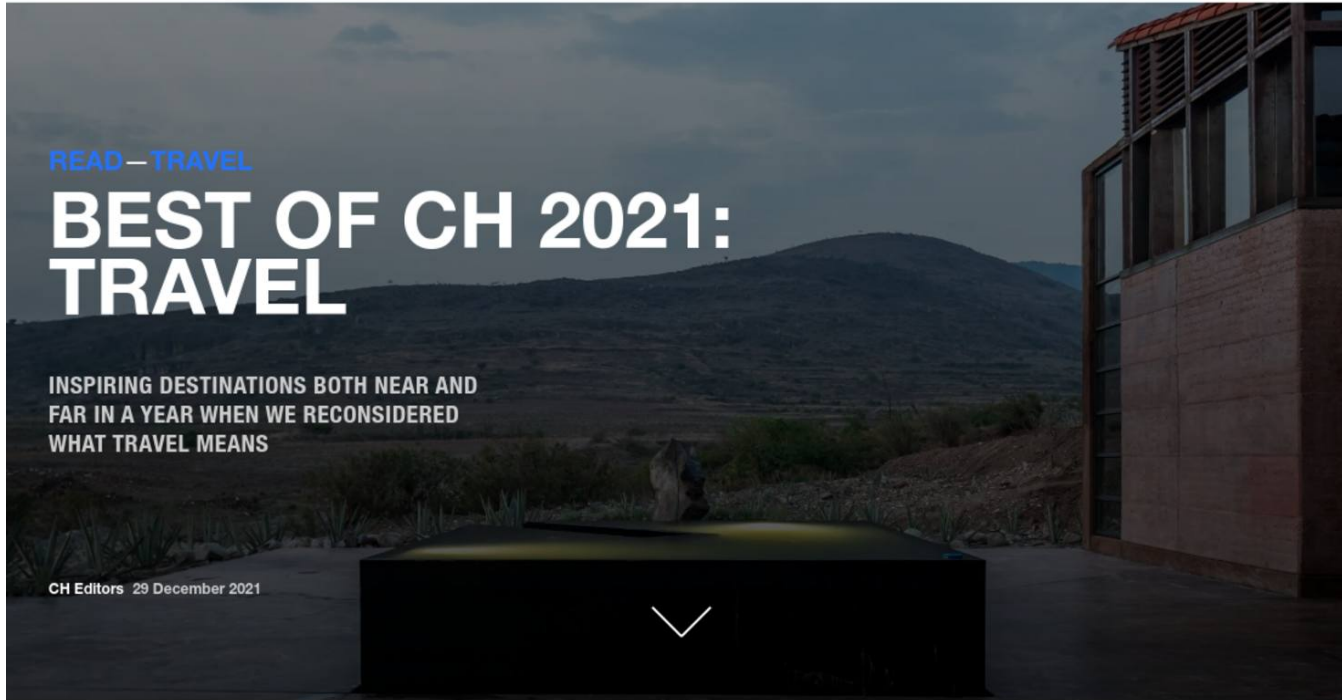 READ—TRAVEL
BEST OF CH 2021:
TRAVEL
INSPIRING DESTINATIONS BOTH NEAR AND
FAR IN A YEAR WHEN WE RECONSIDERED
WHAT TRAVEL MEANS
CH Editors 29 December 2021